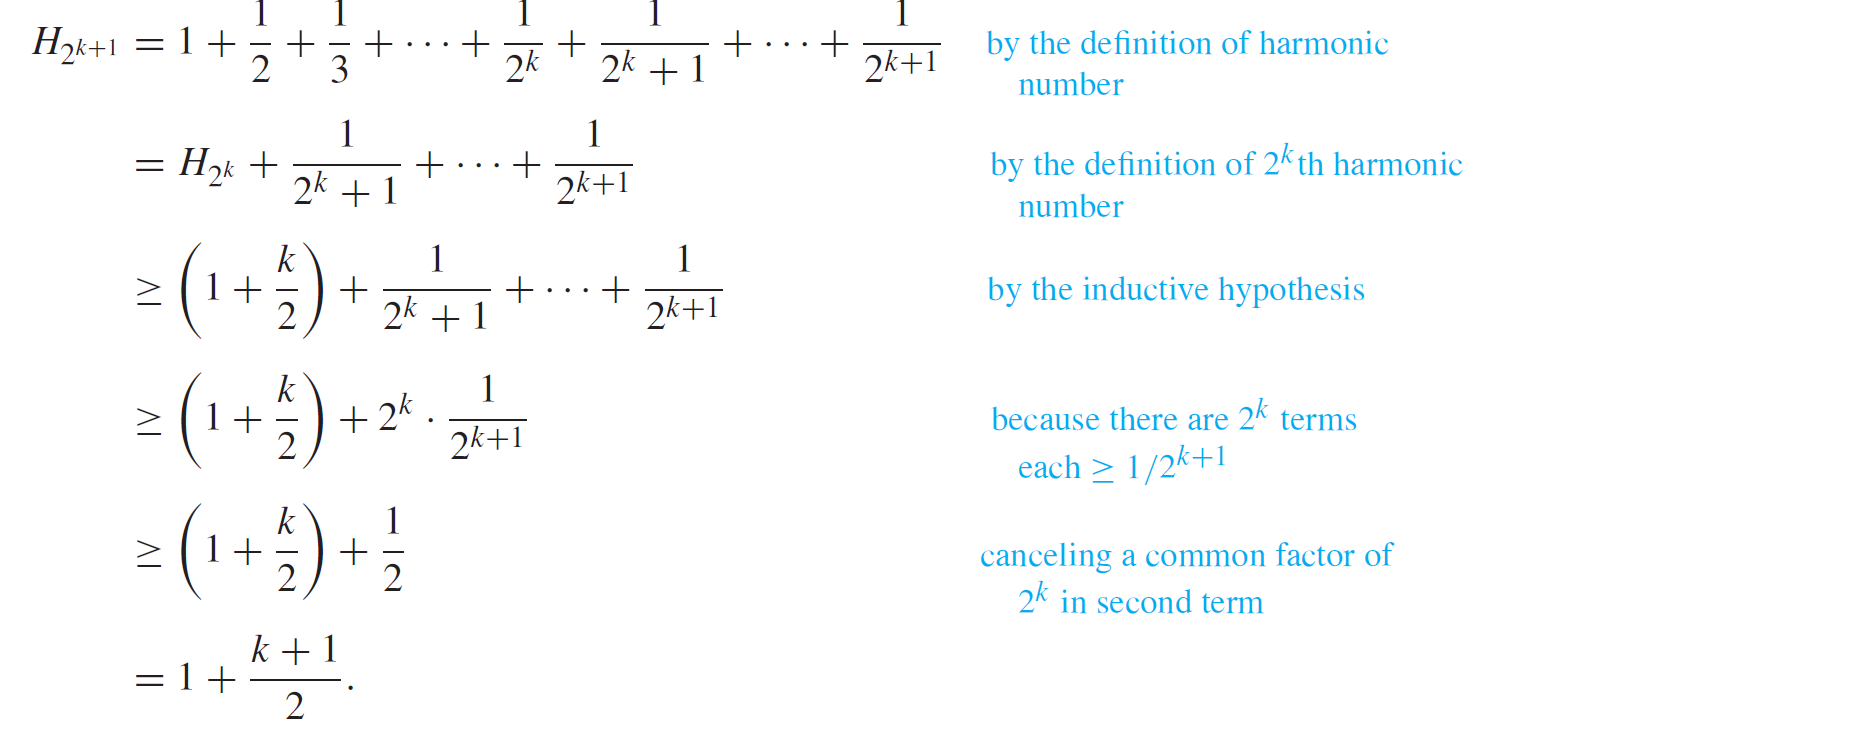 H_{2^{k+1}} = 1 + \frac{1}{2} + \frac{1}{3} + \cdots + \frac{1}{2^k} + \frac{1}{2^k + 1} + \cdots + \frac{1}{2^{k+1}} by the definition of harmonic
number
= H_{2^k} + \frac{1}{2^k + 1} + \cdots + \frac{1}{2^{k+1}} by the definition of 2^k th harmonic
number
≥ \left(1 + \frac{k}{2}\right) + \frac{1}{2^k + 1} + \cdots + \frac{1}{2^{k+1}} by the inductive hypothesis
≥ \left(1 + \frac{k}{2}\right) + 2^k · \frac{1}{2^{k+1}} because there are 2^k terms
each ≥ 1/2^{k+1}
≥ \left(1 + \frac{k}{2}\right) + \frac{1}{2} canceling a common factor of
2^k in second term
= 1 + \frac{k + 1}{2}.